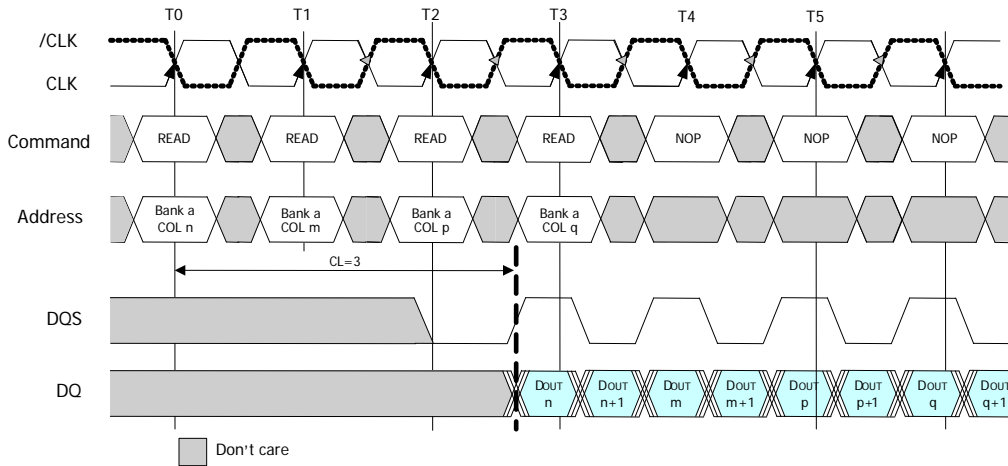 T0 T1 T2 T3 T4 T5
/CLK
CLK
Command READ READ READ READ NOP NOP NOP
Address Bank a Bank a Bank a Bank a
COL n COL m COL p COL q
CL=3
DQS
DQ DOUT DOUT DOUT DOUT DOUT DOUT DOUT DOUT
n n+1 m m+1 p p+1 q q+1
Don't care